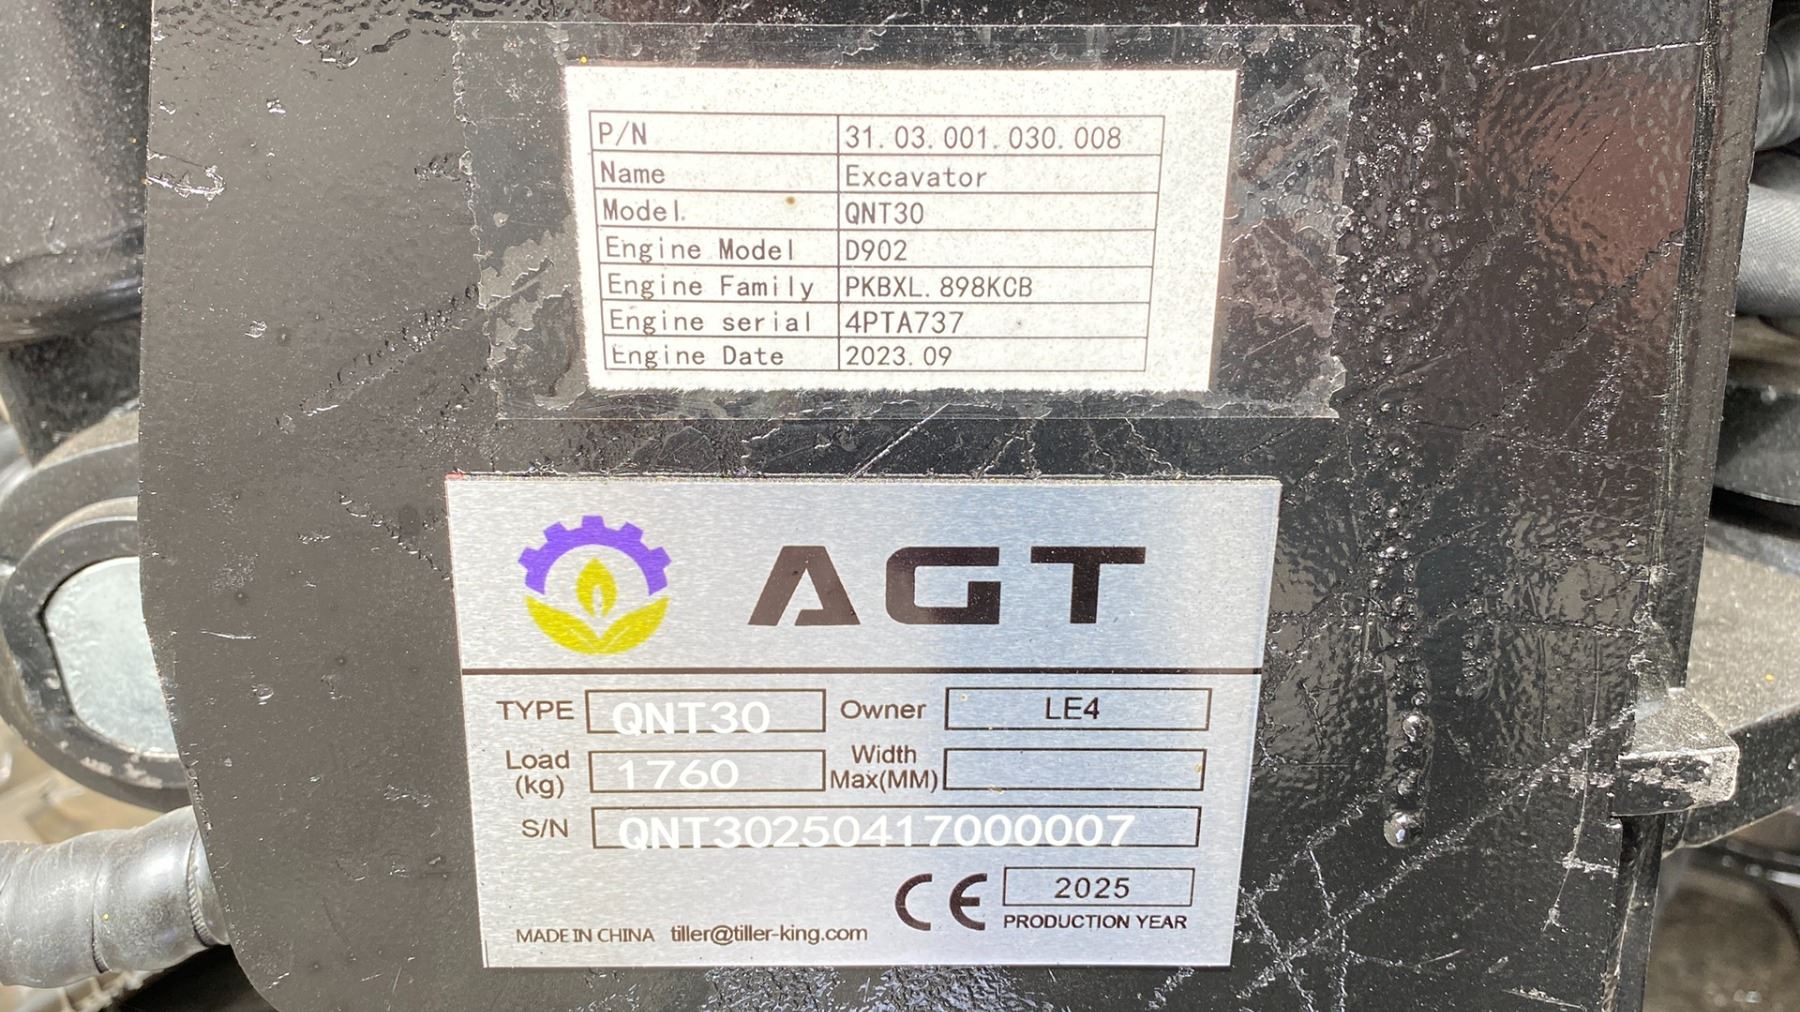 P/N 31.03.001.030.008
Name Excavator
Model. QNT30
Engine Model D902
Engine Family PKBXL.898KCB
Engine serial 4PTA737
Engine Date 2023.09
AGT
TYPE QNT30 Owner LE4
Load (kg) 1760 Width Max(MM)
S/N QNT30250417000007
CE 2025
PRODUCTION YEAR
MADE IN CHINA tiller@tiller-king.com